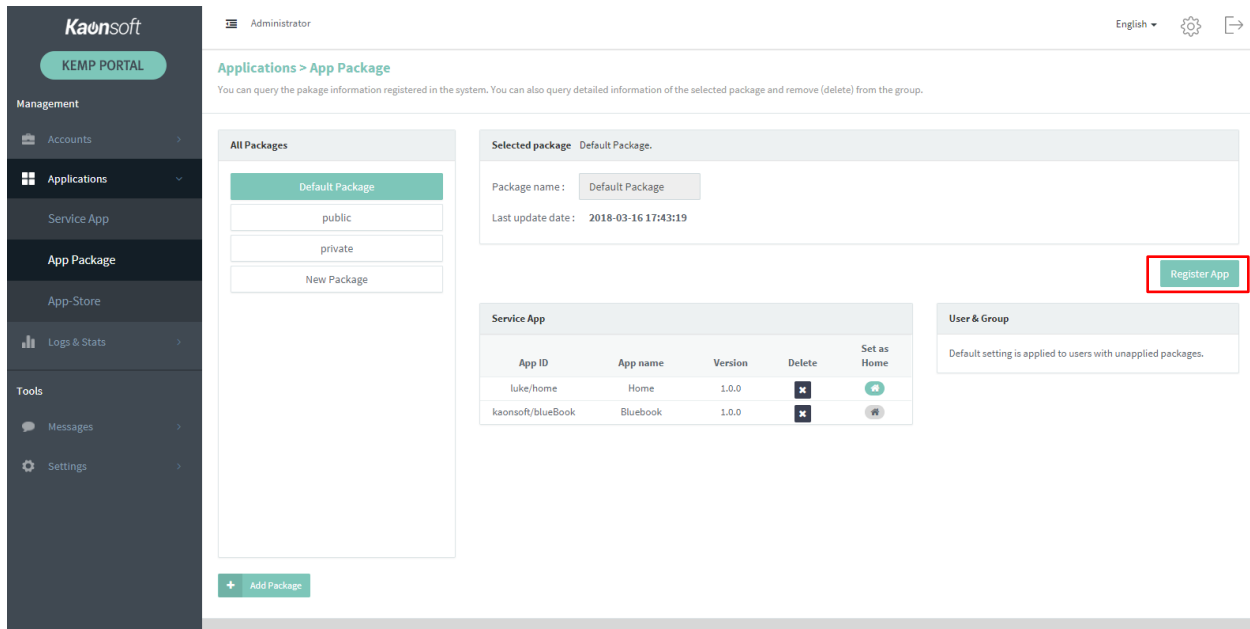 Kaonsoft
KEMP PORTAL
Management
Accounts
Applications
Service App
App Package
App-Store
Logs & Stats
Tools
Messages
Settings
Administrator
English
Applications > App Package
You can query the pakage information registered in the system. You can also query detailed information of the selected package and remove (delete) from the group.
All Packages
Default Package
public
private
New Package
Add Package
Selected package Default Package.
Package name : Default Package
Last update date : 2018-03-16 17:43:19
Register App
Service App
App ID App name Version Delete Set as Home
luke/home Home 1.0.0
kaonsoft/blueBook Bluebook 1.0.0
User & Group
Default setting is applied to users with unapplied packages.